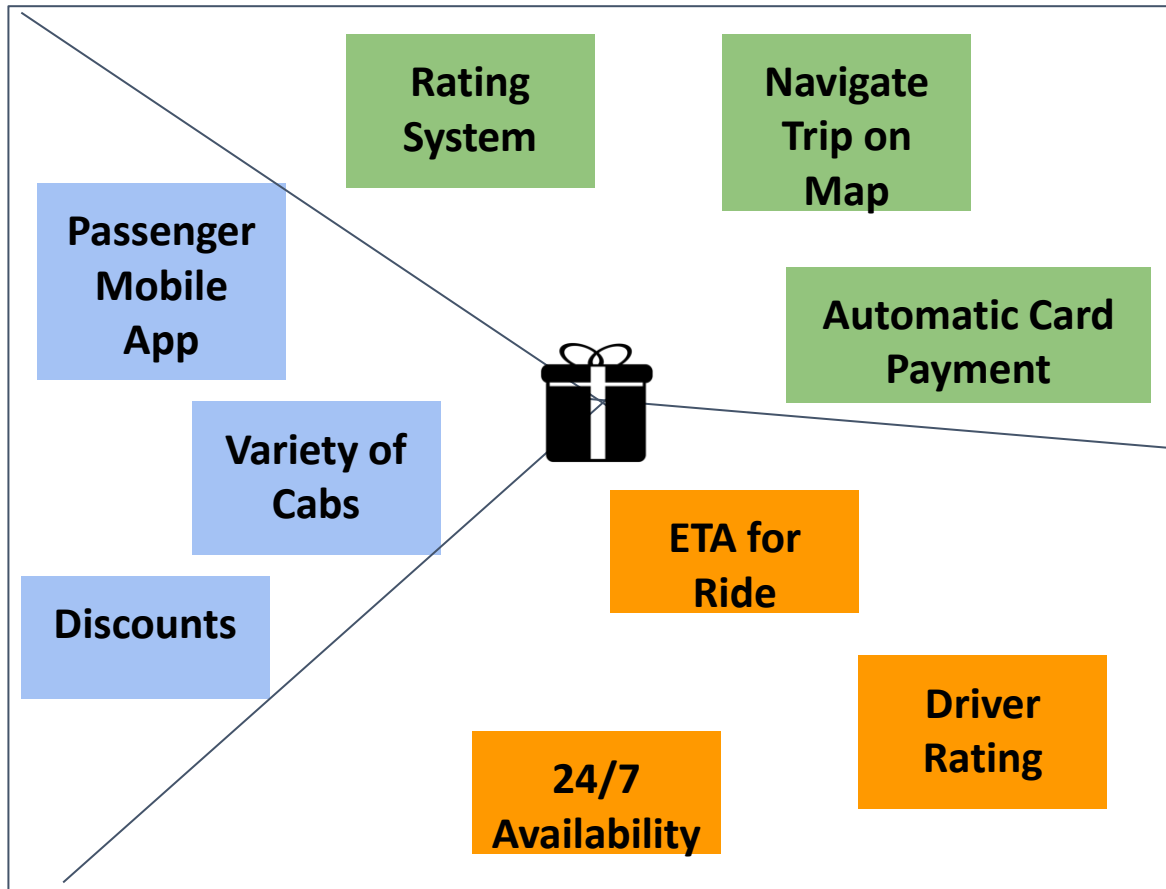 Rating
System
Navigate
Trip on
Map
Passenger
Mobile
App
Automatic Card
Payment
Variety of
Cabs
ETA for
Ride
Discounts
Driver
Rating
24/7
Availability